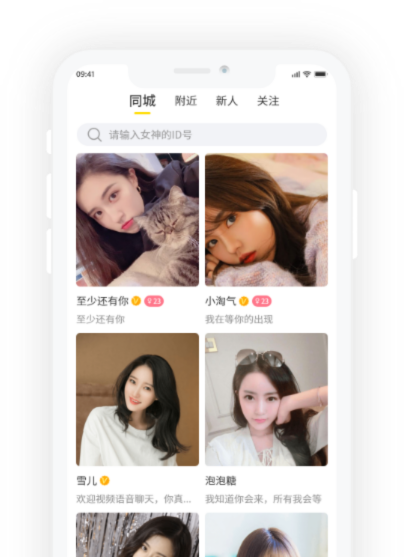 09:41
同城 附近 新人 关注
请输入女神的ID号
至少还有你 23 小淘气 23
至少还有你 我在等你的出现
雪儿 泡泡糖
欢迎视频语音聊天，你真... 我知道你会来，所有我会等